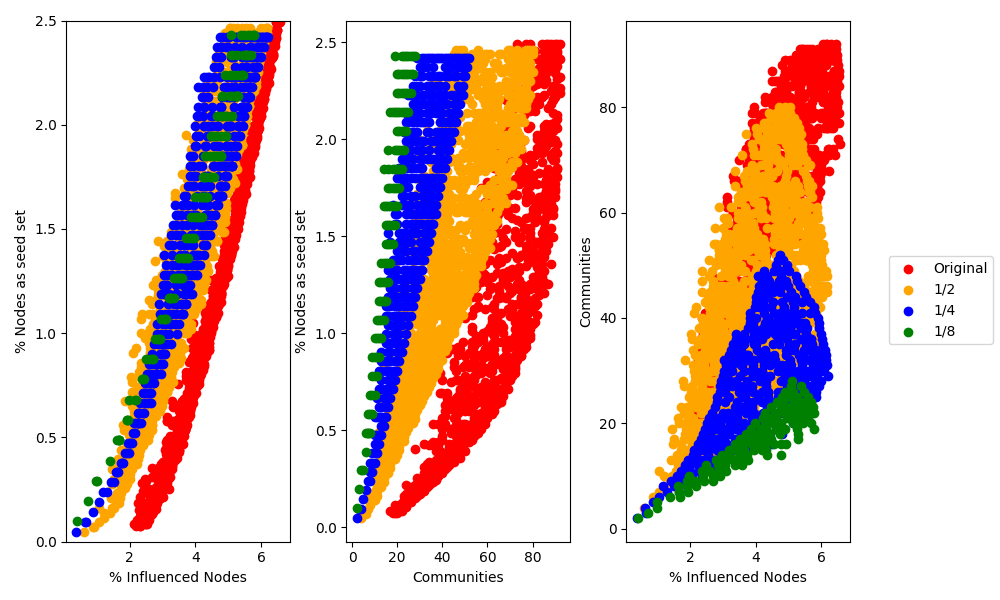 % Nodes as seed set
2.5
2.0
1.5
1.0
0.5
0.0
2 4 6
% Influenced Nodes
% Nodes as seed set
2.5
2.0
1.5
1.0
0.5
0.0
0 20 40 60 80
Communities
Communities
80
60
40
20
0
2 4 6
% Influenced Nodes
Original
1/2
1/4
1/8